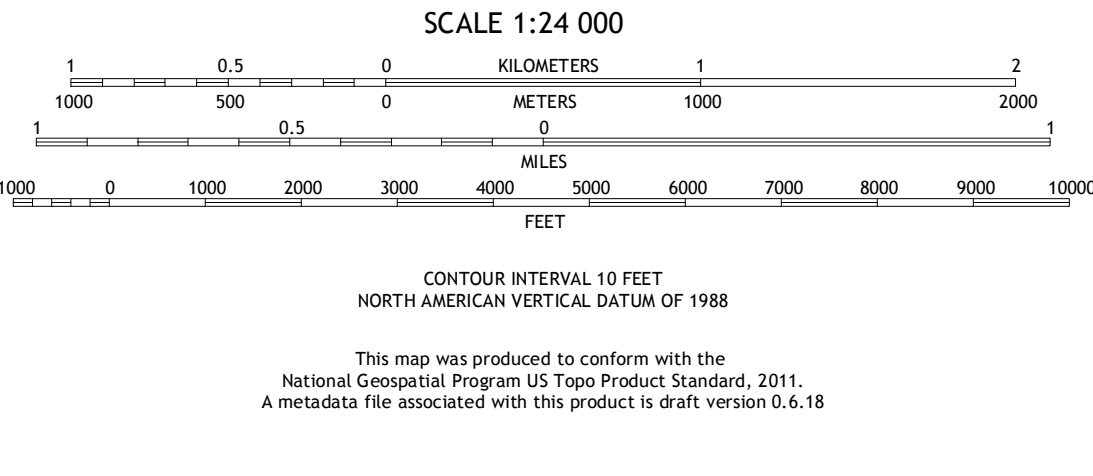 SCALE 1:24 000
1 0.5 0 KILOMETERS 1 2
1000 500 0 METERS 1000 2000
1 0.5 0 1
MILES
1000 0 1000 2000 3000 4000 5000 6000 7000 8000 9000 10000
FEET
CONTOUR INTERVAL 10 FEET
NORTH AMERICAN VERTICAL DATUM OF 1988
This map was produced to conform with the
National Geospatial Program US Topo Product Standard, 2011.
A metadata file associated with this product is draft version 0.6.18